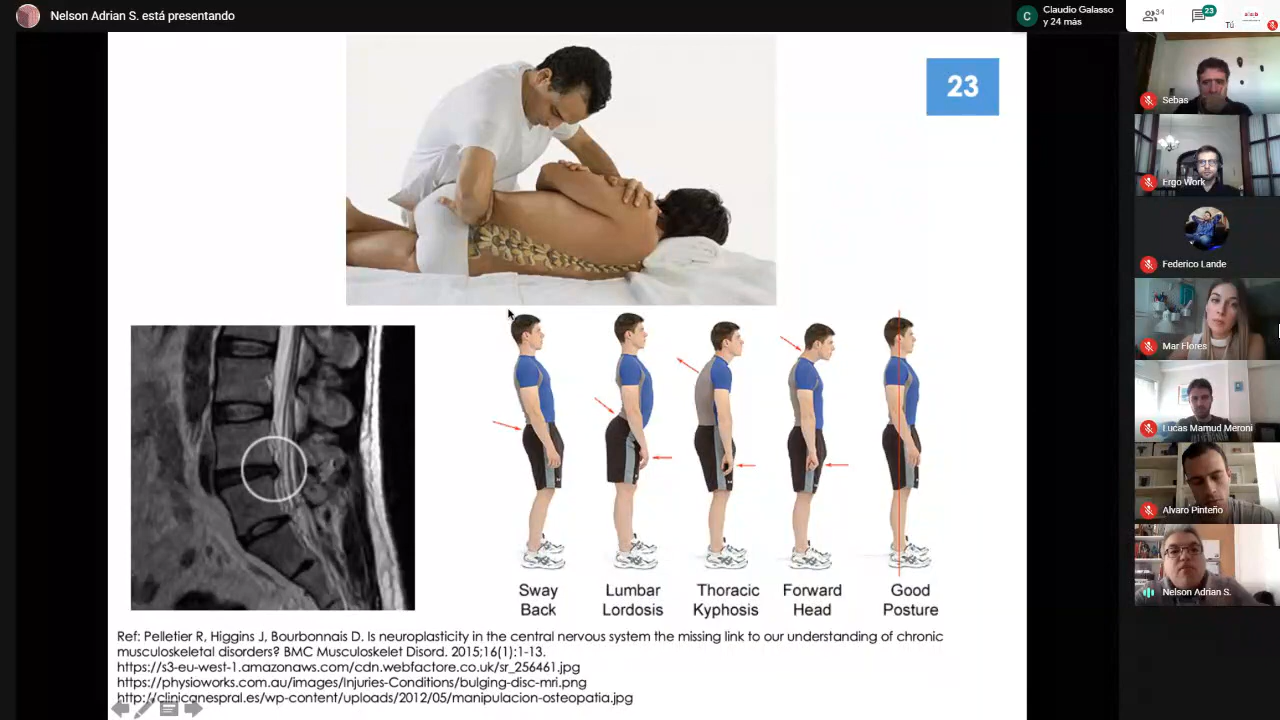 Nelson Adrian S. está presentando
C
Claudio Galasso
y 24 más
34
23
Tú
23
Sebas
Ergo Work
Federico Lande
Mar Flores
Lucas Mamud Meroni
Alvaro Pinteño
Nelson Adrian S.
Sway
Back
Lumbar
Lordosis
Thoracic
Kyphosis
Forward
Head
Good
Posture
Ref: Pelletier R, Higgins J, Bourbonnais D. Is neuroplasticity in the central nervous system the missing link to our understanding of chronic
musculoskeletal disorders? BMC Musculoskelet Disord. 2015;16(1):1-13.
https://s3-eu-west-1.amazonaws.com/cdn.webfactore.co.uk/sr_256461.jpg
https://physioworks.com.au/images/Injuries-Conditions/bulging-disc-mri.png
http://clinicanespral.es/wp-content/uploads/2012/05/manipulacion-osteopatia.jpg